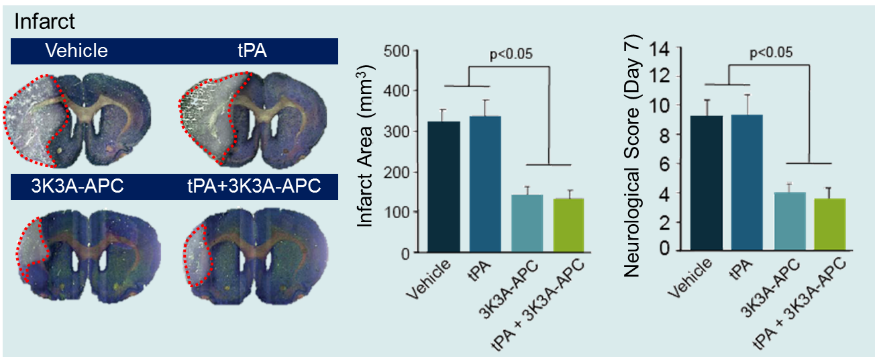 Infarct
Vehicle
tPA
3K3A-APC
tPA+3K3A-APC
Infarct Area (mm³)
500
400
300
200
100
0
p<0.05
Vehicle
tPA
3K3A-APC
tPA + 3K3A-APC
Neurological Score (Day 7)
14
12
10
8
6
4
2
0
p<0.05
Vehicle
tPA
3K3A-APC
tPA + 3K3A-APC